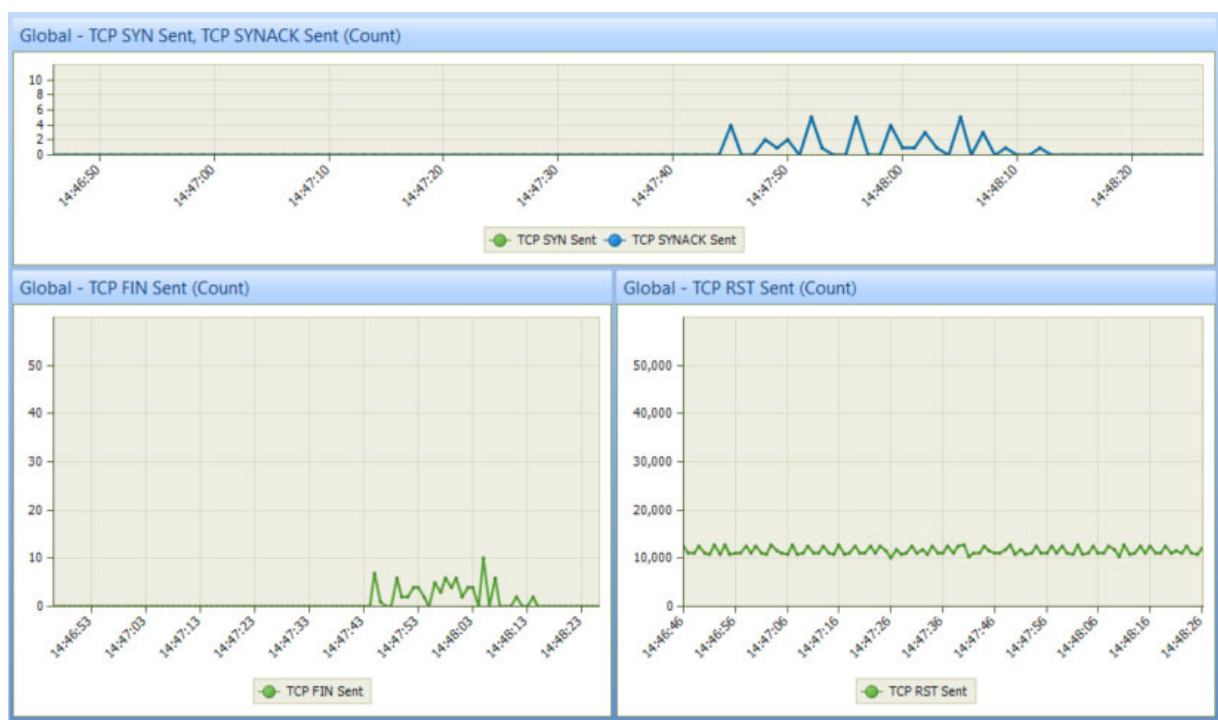 Global - TCP SYN Sent, TCP SYNACK Sent (Count)
10
8
6
4
2
0
14:46:50 14:47:00 14:47:10 14:47:20 14:47:30 14:47:40 14:47:50 14:48:00 14:48:10 14:48:20
TCP SYN Sent TCP SYNACK Sent
Global - TCP FIN Sent (Count)
50
40
30
20
10
0
14:46:53 14:47:03 14:47:13 14:47:23 14:47:33 14:47:43 14:47:53 14:48:03 14:48:13 14:48:23
TCP FIN Sent
Global - TCP RST Sent (Count)
50,000
40,000
30,000
20,000
10,000
0
14:46:46 14:46:56 14:47:06 14:47:16 14:47:26 14:47:36 14:47:46 14:47:56 14:48:06 14:48:16 14:48:26
TCP RST Sent